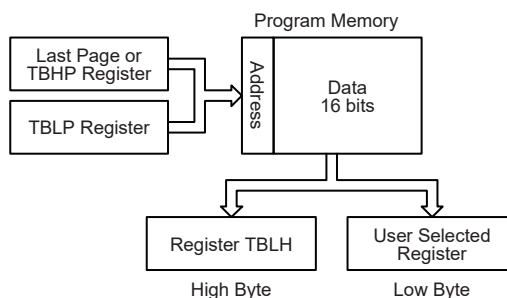 Program Memory
Last Page or
TBHP Register
TBLP Register
Address
Data
16 bits
Register TBLH
User Selected
Register
High Byte
Low Byte